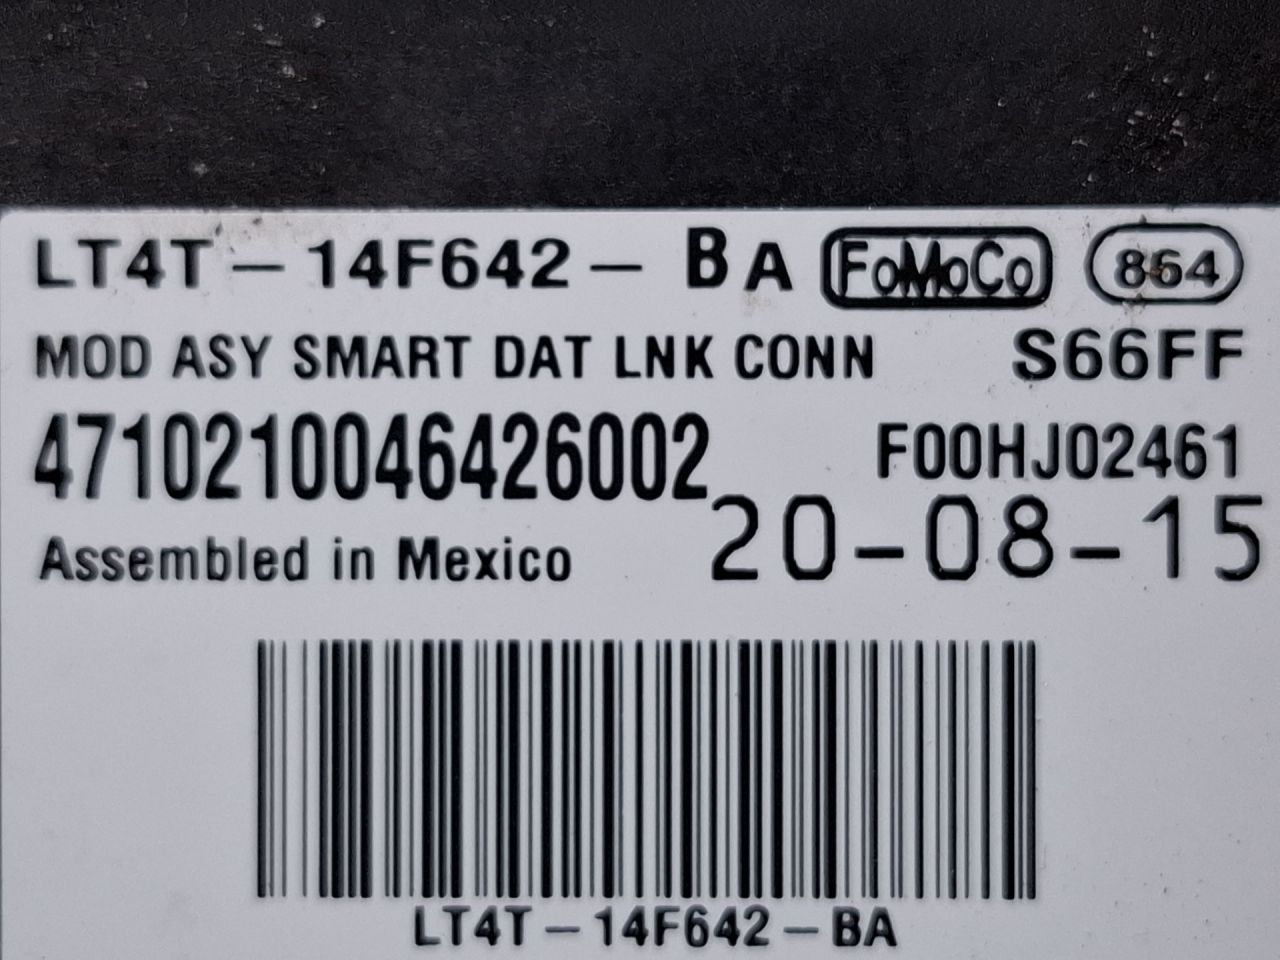 LT4T – 14F642 – BA FoMoCo 864
MOD ASY SMART DAT LNK CONN S66FF
4710210046426002 F00HJ02461
Assembled in Mexico 20-08-15
LT4T – 14F642 – BA